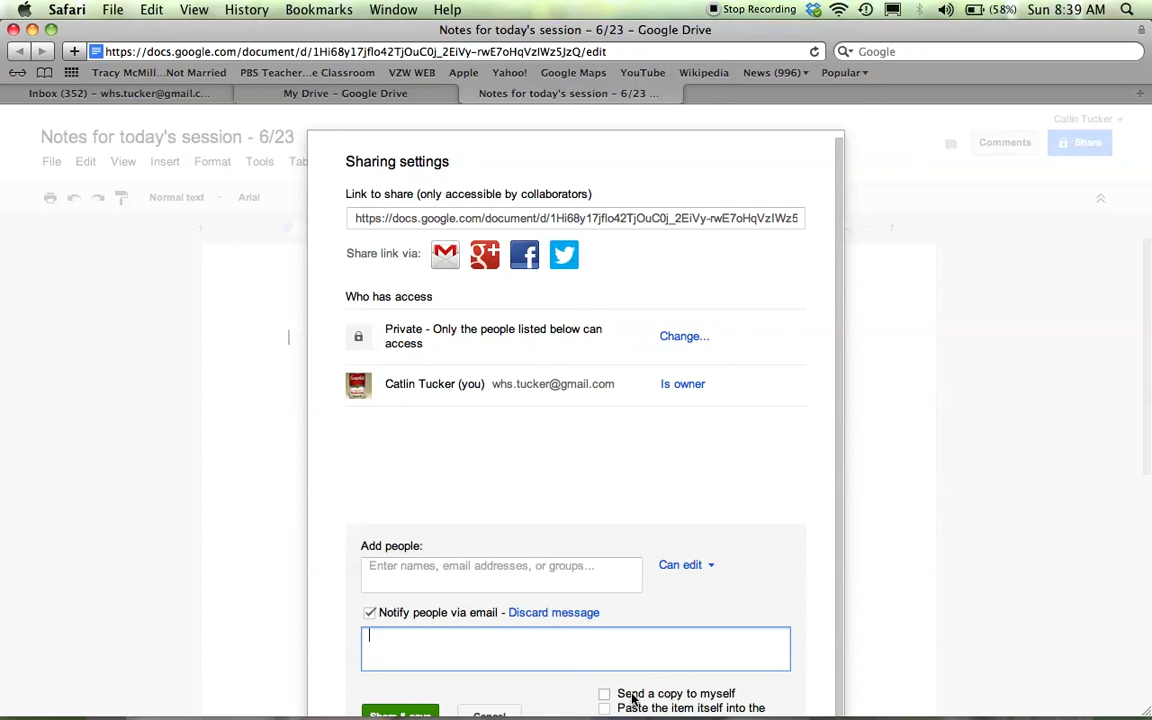 Safari File Edit View History Bookmarks Window Help Stop Recording (58%) Sun 8:39 AM
Notes for today's session - 6/23 - Google Drive
https://docs.google.com/document/d/1Hi68y17jflo42TjOuC0j_2EiVy-rwE7oHqVzIWz5JzQ/edit Google
Tracy McMill...Not Married PBS Teacher...e Classroom VZW WEB Apple Yahoo! Google Maps YouTube Wikipedia News (996) Popular
Inbox (352) – whs.tucker@gmail.c... My Drive – Google Drive Notes for today's session – 6/23 ...
Catlin Tucker
Notes for today's session - 6/23
Comments Share
File Edit View Insert Format Tools Tab
Normal text Arial
Sharing settings
Link to share (only accessible by collaborators)
https://docs.google.com/document/d/1Hi68y17jflo42TjOuC0j_2EiVy-rwE7oHqVzIWz5
Share link via:
Who has access
Private - Only the people listed below can
access
Change...
Catlin Tucker (you) whs.tucker@gmail.com Is owner
Add people:
Enter names, email addresses, or groups... Can edit
Notify people via email - Discard message
Send a copy to myself
Paste the item itself into the
Share & save Cancel
1 7